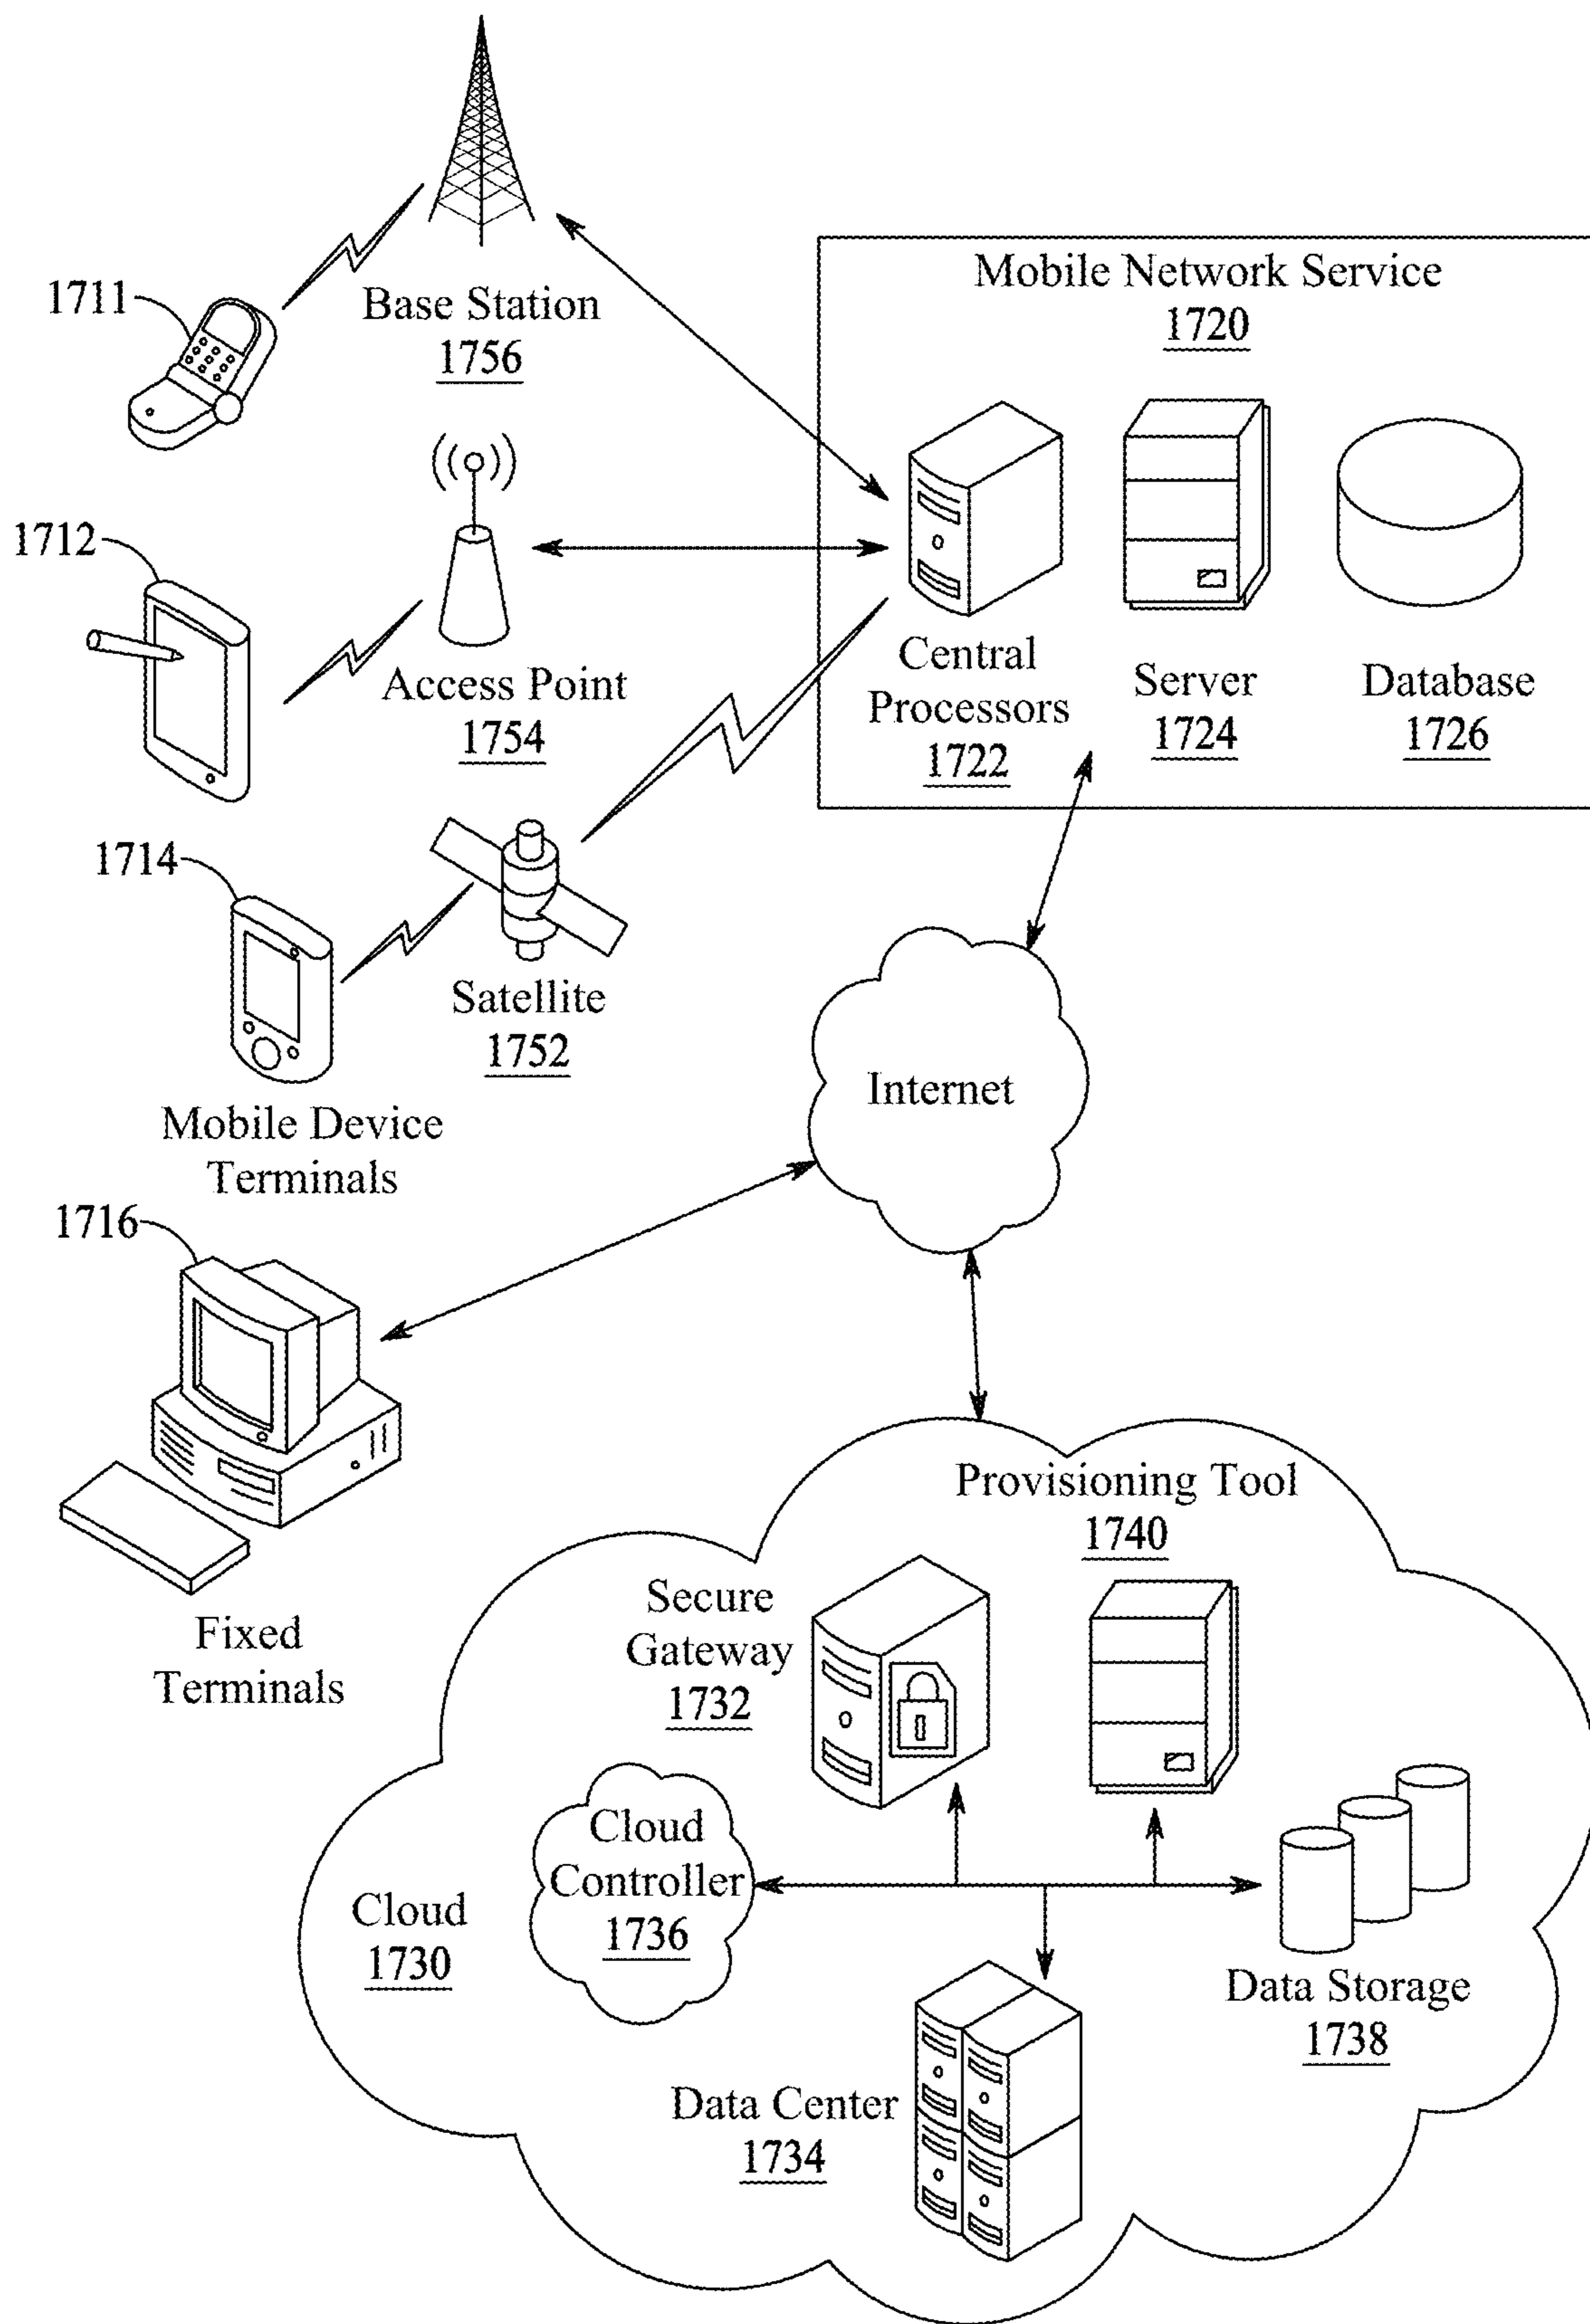 1711
Base Station
1756
Mobile Network Service
1720
1712
Access Point
1754
Central
Processors
1722
Server
1724
Database
1726
1714
Satellite
1752
Mobile Device
Terminals
Internet
1716
Fixed
Terminals
Provisioning Tool
1740
Secure
Gateway
1732
Cloud
Controller
1736
Cloud
1730
Data Storage
1738
Data Center
1734